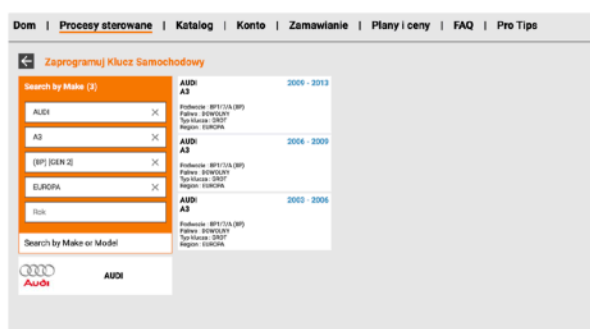 Dom | Procesy sterowane | Katalog | Konto | Zamawianie | Plany i ceny | FAQ | Pro Tips
Zaprogramuj Klucz Samochodowy
Search by Make (3)
AUDI
A3
(8P) [GEN 2]
EUROPA
Rok
Search by Make or Model
Audi
AUDI
AUDI 2009 - 2013
A3
Podwozie : 8P1/7/A (8P)
Paliwo : DOWOLNY
Typ klucza : GROT
Region : EUROPA
AUDI 2006 - 2009
A3
Podwozie : 8P1/7/A (8P)
Paliwo : DOWOLNY
Typ klucza : GROT
Region : EUROPA
AUDI 2003 - 2006
A3
Podwozie : 8P1/7/A (8P)
Paliwo : DOWOLNY
Typ klucza : GROT
Region : EUROPA